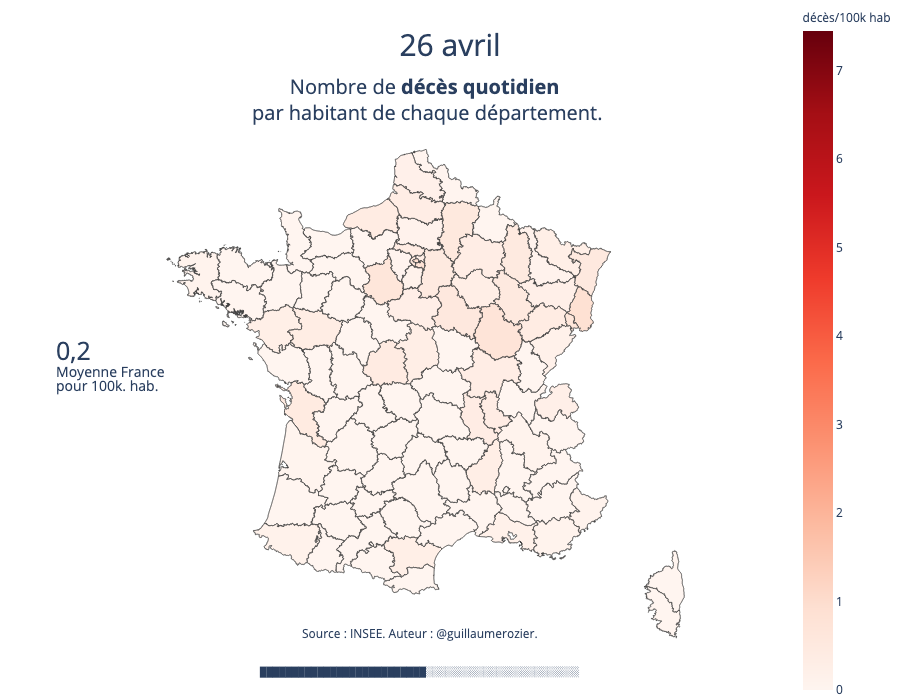 26 avril
décès/100k hab
Nombre de décès quotidien
par habitant de chaque département.
7
6
5
4
3
2
1
0
0,2
Moyenne France
pour 100k. hab.
Source : INSEE. Auteur : @guillaumerozier.